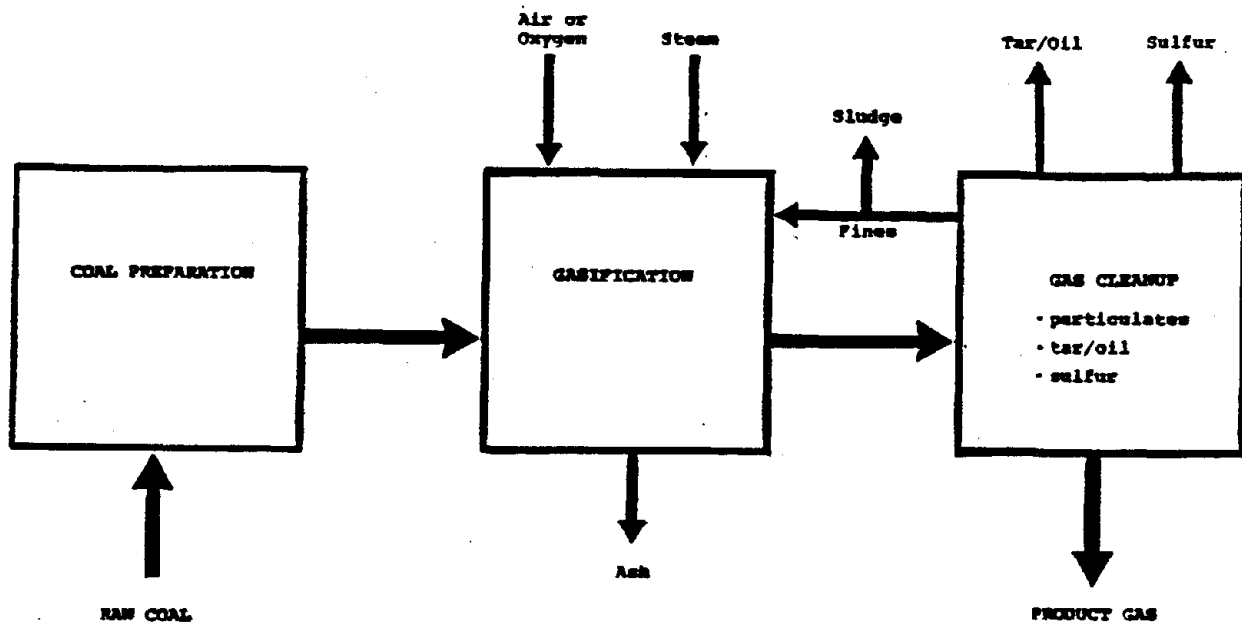 Air or
Oxygen
Steam
Tar/Oil
Sulfur
Sludge
Fines
COAL PREPARATION
GASIFICATION
GAS CLEANUP
· particulates
· tar/oil
· sulfur
Ash
RAW COAL
PRODUCT GAS